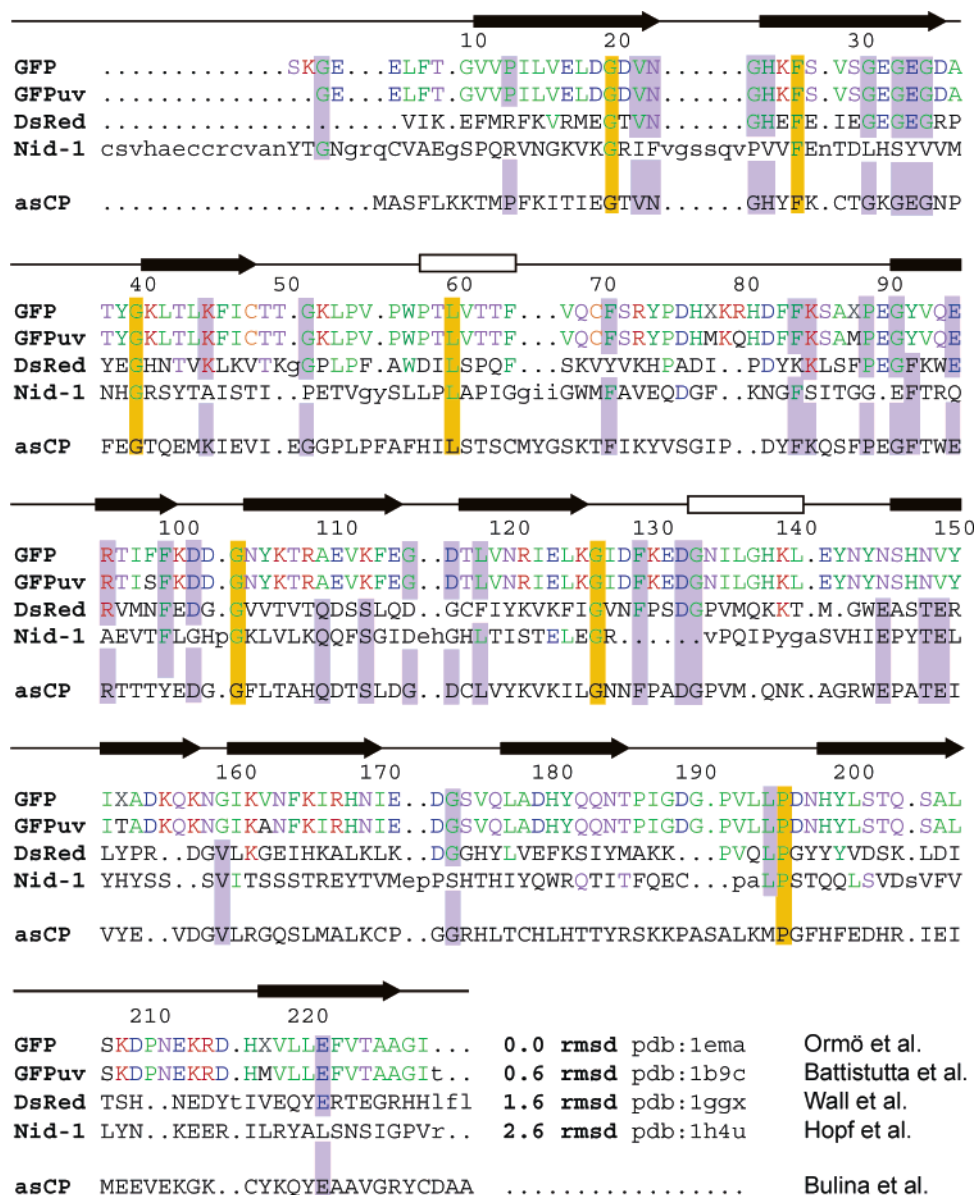 10 20 30
GFP ....................SKGE...ELFT.GVVPILVELDGDVN......GHKFS.VSGEGEGDA
GFPuv ......................GE...ELFT.GVVPILVELDGDVN......GHKFS.VSGEGEGDA
DsRed ............................VIK.EFMRFKVRMEGTVN......GHEFE.IEGEGEGRP
Nid-1 csvhaeccrcvanYTGNgrqCVAEgSPQRVNGKVKGRIFvgssqvPVVFEnTDLHSYVVM
asCP ...................MASFLKKTMPFKITIEGTVN......GHYFK.CTGKGEGNP
40 50 60 70 80 90
GFP TYGKLTLKFICTT.GKLPV.PWPTLVTTF...VQCFSRYPDHXKRHDFFKSAXPEGYVQE
GFPuv TYGKLTLKFICTT.GKLPV.PWPTLVTTF...VQCFSRYPDHMKQHDFFKSAMPEGYVQE
DsRed YEGHNTVKLKVTKgGPLPF.AWDILSPQF...SKVYVKHPADI..PDYKKLSFPEGFKWE
Nid-1 NHGRSYTAISTI..PETVgySLLPLAPIGgiiGWMFAVEQDGF..KNGFSITGG.EFTRQ
asCP FEGTQEMKIEVI.EGGPLPFAFHILSTSCMYGSKTFIKYVSGIP..DYFKQSFPEGFTWE
100 110 120 132 140 150
GFP RTIFFKDD.GNYKTRAEVKFEG..DTLVNRIELKGIDFKEDGNILGHKL.EYNYNSHNVY
GFPuv RTISFKDD.GNYKTRAEVKFEG..DTLVNRIELKGIDFKEDGNILGHKL.EYNYNSHNVY
DsRed RVMNFEDG.GVVTVTQDSSLQD..GCFIYKVKFIGVNFPSDGPVMQKKT.M.GWEASTER
Nid-1 AEVTFLGHpGKLVLKQQFSGIDehGHLTISTELEGR......vPQIPygaSVHIEPYTEL
asCP RTTTYEDG.GFLTAHQDTSLDG..DCLVYKVKILGNNFPADGPVM.QNK.AGRWEPATEI
160 170 180 190 200
GFP IXADKQKNGIKVNFKIRHNIE..DGSVQLADHYQQNTPIGDG.PVLLPDNHYLSTQ.SAL
GFPuv ITADKQKNGIKANFKIRHNIE..DGSVQLADHYQQNTPIGDG.PVLLPDNHYLSTQ.SAL
DsRed LYPR..DGVLKGEIHKALKLK..DGGHYLVEFKSIYMAKK...PVQLPGYYYVDSK.LDI
Nid-1 YHYSS..SVITSSSTREYTVMepPSHTHIYQWRQTITFQEC...paLPSTQQLSVDsVFV
asCP VYE..VDGVLRGQSLMALKCP..GGRHLTCHLHTTYRSKKPASALKMPGFHFEDHR.IEI
210 220
GFP SKDPNEKRD.HXVLLEFVTAAGI... 0.0 rmsd pdb:1ema Ormö et al.
GFPuv SKDPNEKRD.HMVLLEFVTAAGIt.. 0.6 rmsd pdb:1b9c Battistutta et al.
DsRed TSH..NEDYtIVEQYERTEGRHHlfl 1.6 rmsd pdb:1ggx Wall et al.
Nid-1 LYN..KEER.ILRYALSNSIGPVr.. 2.6 rmsd pdb:1h4u Hopf et al.
asCP MEEVEKGK..CYKQYEAAVGRYCDAA .................. Bulina et al.